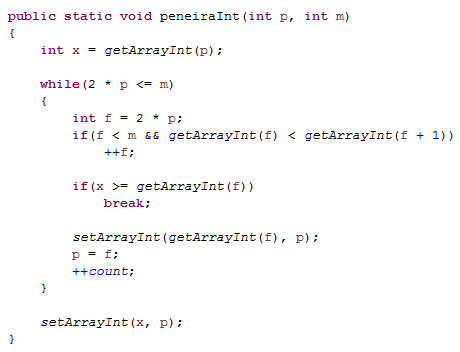 public static void peneiraInt(int p, int m)
{
    int x = getArrayInt(p);

    while(2 * p <= m)
    {
        int f = 2 * p;
        if(f < m && getArrayInt(f) < getArrayInt(f + 1))
            ++f;

        if(x >= getArrayInt(f))
            break;

        setArrayInt(getArrayInt(f), p);
        p = f;
        ++count;
    }

    setArrayInt(x, p);
}